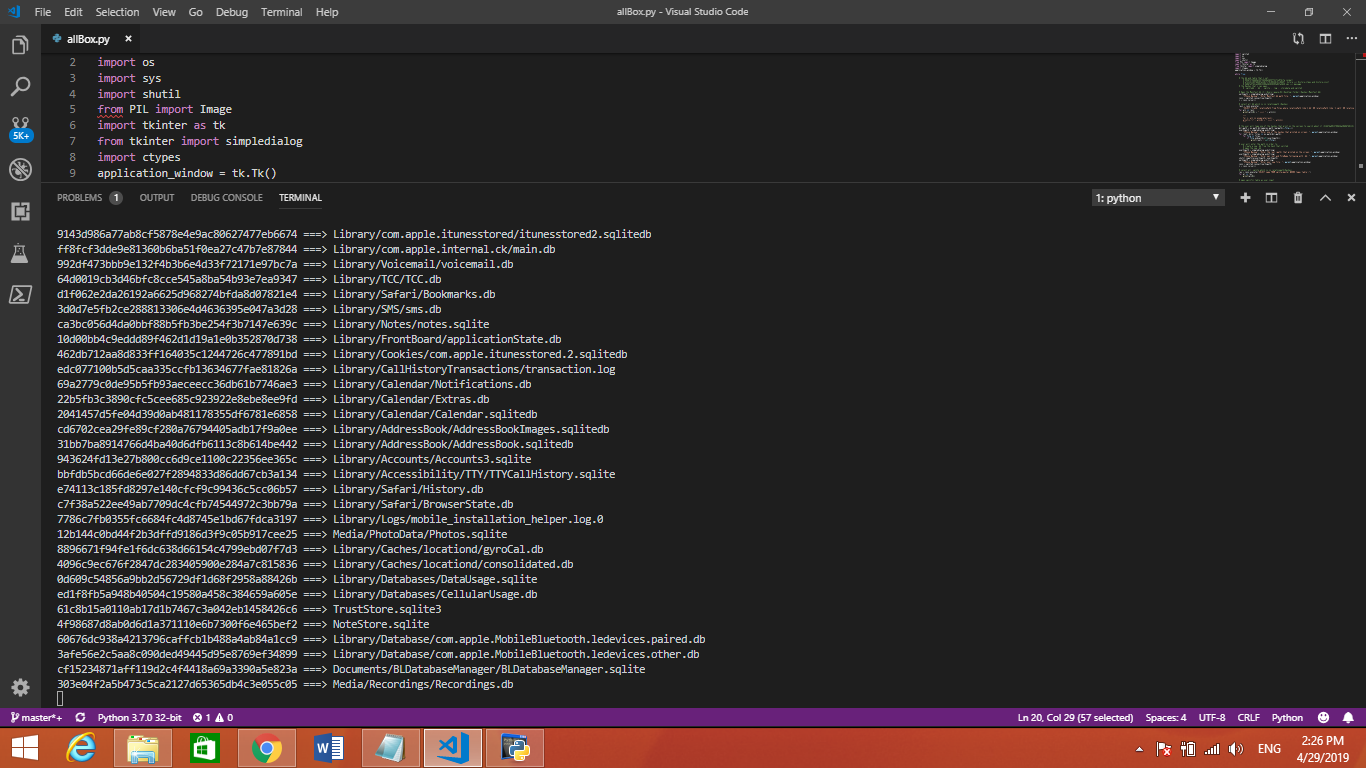 File Edit Selection View Go Debug Terminal Help
allBox.py - Visual Studio Code
allBox.py
2 import os
3 import sys
4 import shutil
5 from PIL import Image
6 import tkinter as tk
7 from tkinter import simpledialog
8 import ctypes
9 application_window = tk.Tk()
5K+
PROBLEMS 1 OUTPUT DEBUG CONSOLE TERMINAL
1: python
9143d986a77ab8cf5878e4e9ac80627477eb6674 ===> Library/com.apple.itunesstored/itunesstored2.sqlitedb
ff8fcf3dde9e81360b6ba51f0ea27c47b7e87844 ===> Library/com.apple.internal.ck/main.db
992df473bbb9e132f4b3b6e4d33f72171e97bc7a ===> Library/Voicemail/voicemail.db
64d0019cb3d46bfc8cce545a8ba54b93e7ea9347 ===> Library/TCC/TCC.db
d1f062e2da26192a6625d968274bfda8d07821e4 ===> Library/Safari/Bookmarks.db
3d0d7e5fb2ce288813306e4d4636395e047a3d28 ===> Library/SMS/sms.db
ca3bc056d4da0bbf88b5fb3be254f3b7147e639c ===> Library/Notes/notes.sqlite
10d00bb4c9eddd89f462d1d19a1e0b352870d738 ===> Library/FrontBoard/applicationState.db
462db712aa8d833ff164035c1244726c477891bd ===> Library/Cookies/com.apple.itunesstored.2.sqlitedb
edc077100b5d5caa335ccfb13634677fae81826a ===> Library/CallHistoryTransactions/transaction.log
69a2779c0de95b5fb93aeceecc36db61b7746ae3 ===> Library/Calendar/Notifications.db
22b5fb3c3890cfc5cee685c923922e8ebe8ee9fd ===> Library/Calendar/Extras.db
2041457d5fe04d39d0ab481178355df6781e6858 ===> Library/Calendar/Calendar.sqlitedb
cd6702cea29fe89cf280a76794405adb17f9a0ee ===> Library/AddressBook/AddressBookImages.sqlitedb
31bb7ba8914766d4ba40d6dfb6113c8b614be442 ===> Library/AddressBook/AddressBook.sqlitedb
943624fd13e27b800cc6d9ce1100c22356ee365c ===> Library/Accounts/Accounts3.sqlite
bbfdb5bcd66de6e027f2894833d86dd67cb3a134 ===> Library/Accessibility/TTY/TTYCallHistory.sqlite
e74113c185fd8297e140cfcf9c99436c5cc06b57 ===> Library/Safari/History.db
c7f38a522ee49ab7709dc4cfb74544972c3bb79a ===> Library/Safari/BrowserState.db
7786c7fb0355fc6684fc4d8745e1bd67fdca3197 ===> Library/Logs/mobile_installation_helper.log.0
12b144c0bd44f2b3dffd9186d3f9c05b917cee25 ===> Media/PhotoData/Photos.sqlite
8896671f94fe1f6dc638d66154c4799ebd07f7d3 ===> Library/Caches/locationd/gyroCal.db
4096c9ec676f2847dc283405900e284a7c815836 ===> Library/Caches/locationd/consolidated.db
0d609c54856a9bb2d56729df1d68f2958a88426b ===> Library/Databases/DataUsage.sqlite
ed1f8fb5a948b40504c19580a458c384659a605e ===> Library/Databases/CellularUsage.db
61c8b15a0110ab17d1b7467c3a042eb1458426c6 ===> TrustStore.sqlite3
4f98687d8ab0d6d1a371110e6b7300f6e465bef2 ===> NoteStore.sqlite
60676dc938a4213796caffcb1b488a4ab84a1cc9 ===> Library/Database/com.apple.MobileBluetooth.ledevices.paired.db
3afe56e2c5aa8c090ded49445d95e8769ef34899 ===> Library/Database/com.apple.MobileBluetooth.ledevices.other.db
cf15234871aff119d2c4f4418a69a3390a5e823a ===> Documents/BLDatabaseManager/BLDatabaseManager.sqlite
303e04f2a5b473c5ca2127d65365db4c3e055c05 ===> Media/Recordings/Recordings.db
master*+ Python 3.7.0 32-bit 1 0 Ln 20, Col 29 (57 selected) Spaces: 4 UTF-8 CRLF Python
ENG
2:26 PM
4/29/2019